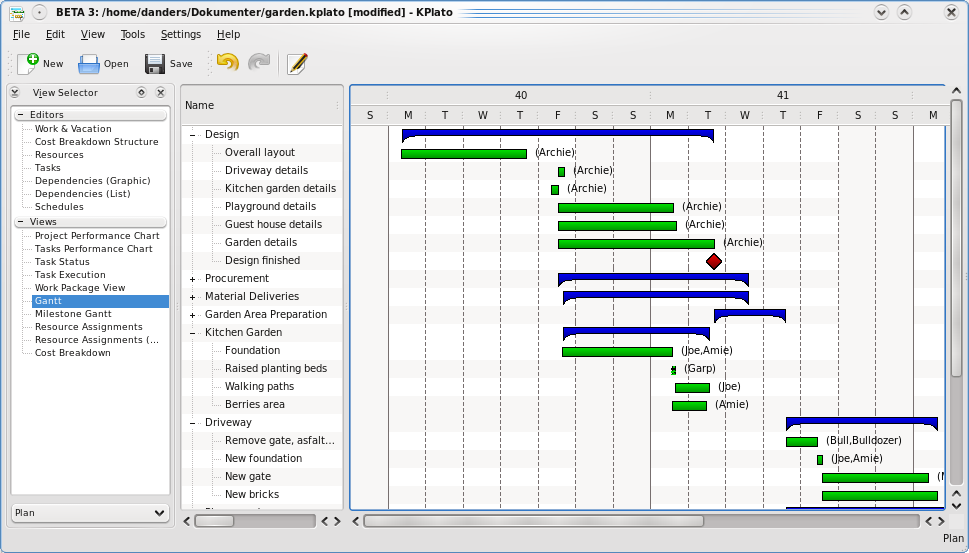 BETA 3: /home/danders/Dokumenter/garden.kplato [modified] - KPlato
File Edit View Tools Settings Help
New Open Save
View Selector
Editors
Work & Vacation
Cost Breakdown Structure
Resources
Tasks
Dependencies (Graphic)
Dependencies (List)
Schedules
Views
Project Performance Chart
Tasks Performance Chart
Task Status
Task Execution
Work Package View
Gantt
Milestone Gantt
Resource Assignments
Resource Assignments (...
Cost Breakdown
Plan
Name
40 41
S M T W T F S S M T W T F S S M
Design
Overall layout (Archie)
Driveway details (Archie)
Kitchen garden details (Archie)
Playground details (Archie)
Guest house details (Archie)
Garden details (Archie)
Design finished
Procurement
Material Deliveries
Garden Area Preparation
Kitchen Garden
Foundation (Joe,Amie)
Raised planting beds (Garp)
Walking paths (Joe)
Berries area (Amie)
Driveway
Remove gate, asfalt... (Bull,Bulldozer)
New foundation (Joe,Amie)
New gate
New bricks
Plan